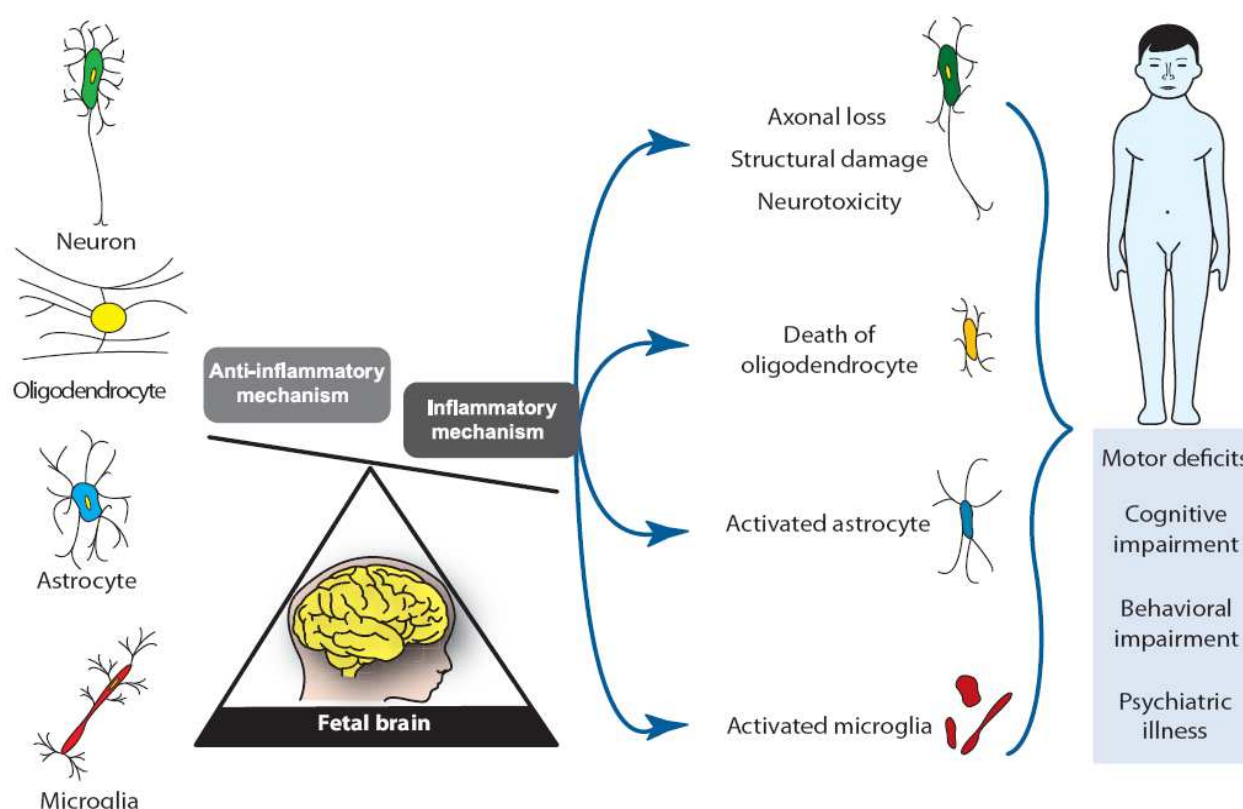 Neuron
Oligodendrocyte
Astrocyte
Microglia
Anti-inflammatory
mechanism
Inflammatory
mechanism
Fetal brain
Axonal loss
Structural damage
Neurotoxicity
Death of
oligodendrocyte
Activated astrocyte
Activated microglia
Motor deficits
Cognitive
impairment
Behavioral
impairment
Psychiatric
illness